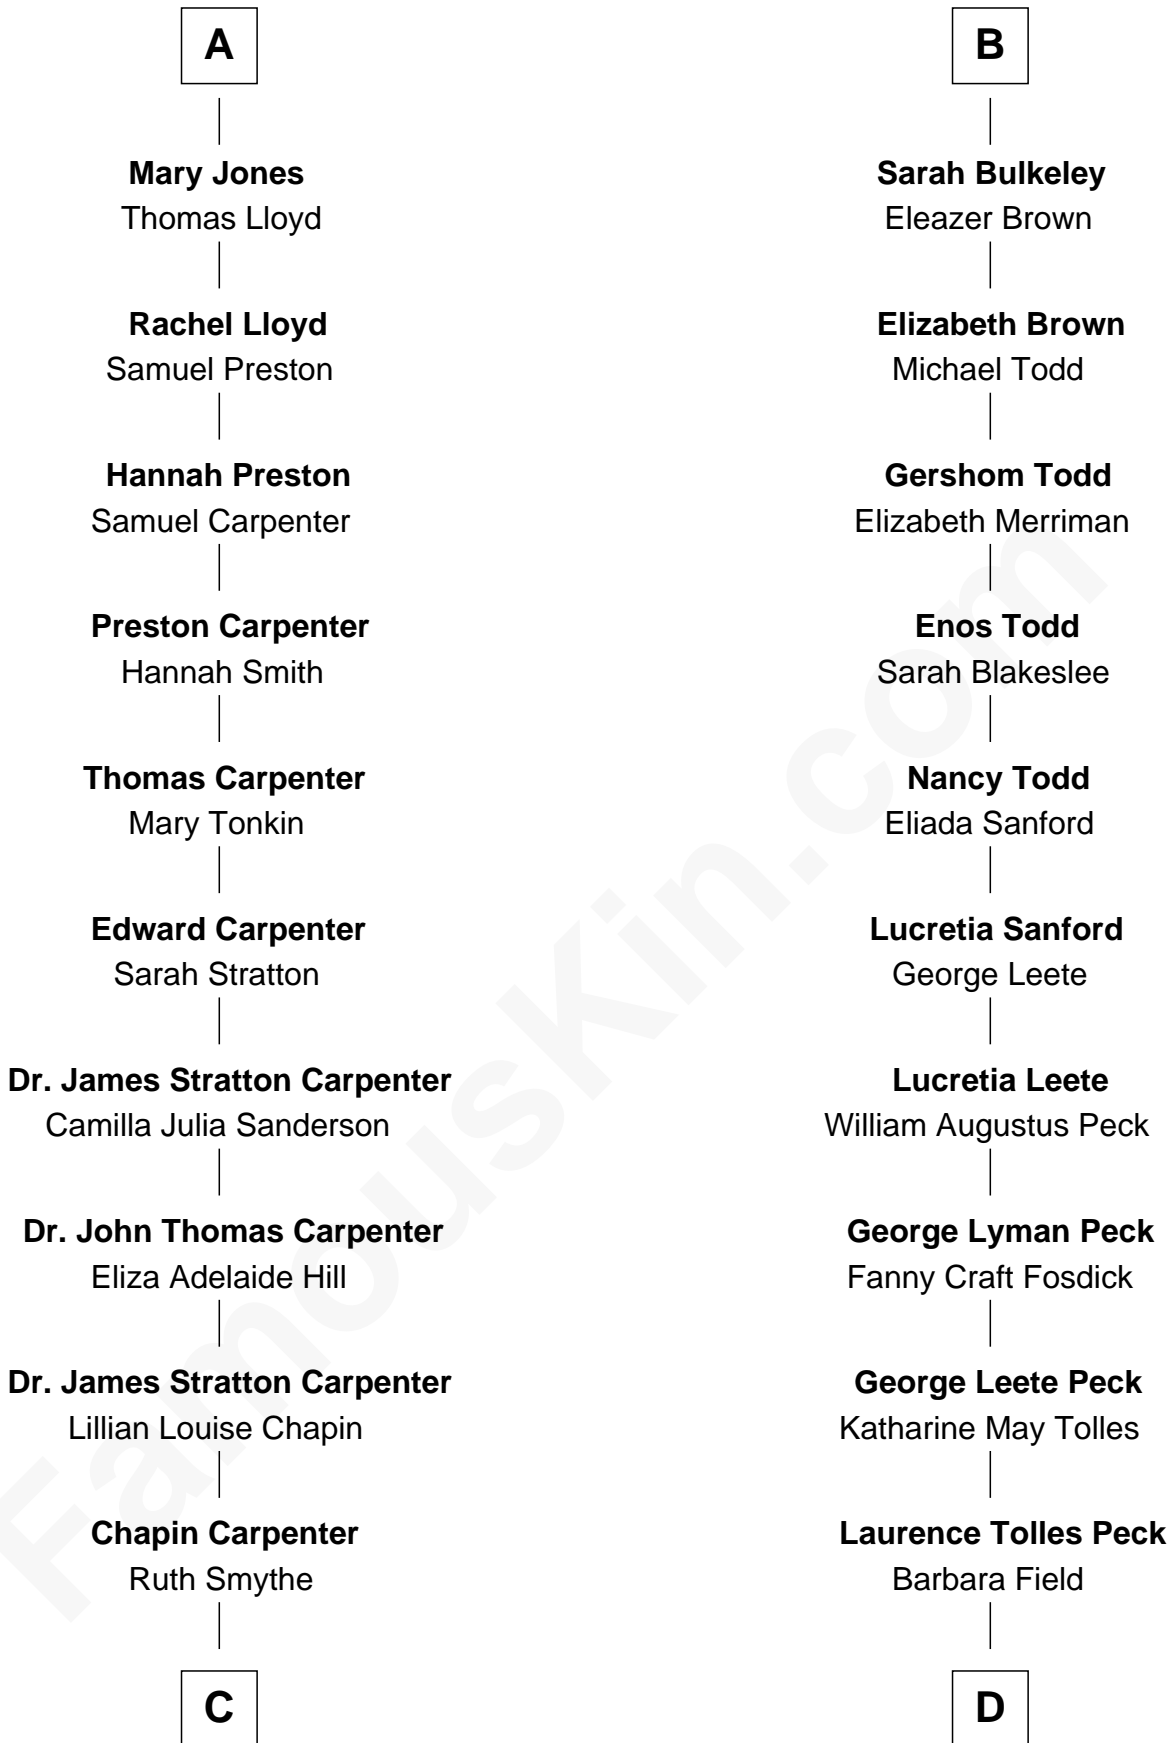 A
Mary Jones
Thomas Lloyd
Rachel Lloyd
Samuel Preston
Hannah Preston
Samuel Carpenter
Preston Carpenter
Hannah Smith
Thomas Carpenter
Mary Tonkin
Edward Carpenter
Sarah Stratton
Dr. James Stratton Carpenter
Camilla Julia Sanderson
Dr. John Thomas Carpenter
Eliza Adelaide Hill
Dr. James Stratton Carpenter
Lillian Louise Chapin
Chapin Carpenter
Ruth Smythe
C
B
Sarah Bulkeley
Eleazer Brown
Elizabeth Brown
Michael Todd
Gershom Todd
Elizabeth Merriman
Enos Todd
Sarah Blakeslee
Nancy Todd
Eliada Sanford
Lucretia Sanford
George Leete
Lucretia Leete
William Augustus Peck
George Lyman Peck
Fanny Craft Fosdick
George Leete Peck
Katharine May Tolles
Laurence Tolles Peck
Barbara Field
D
FamousKin.com